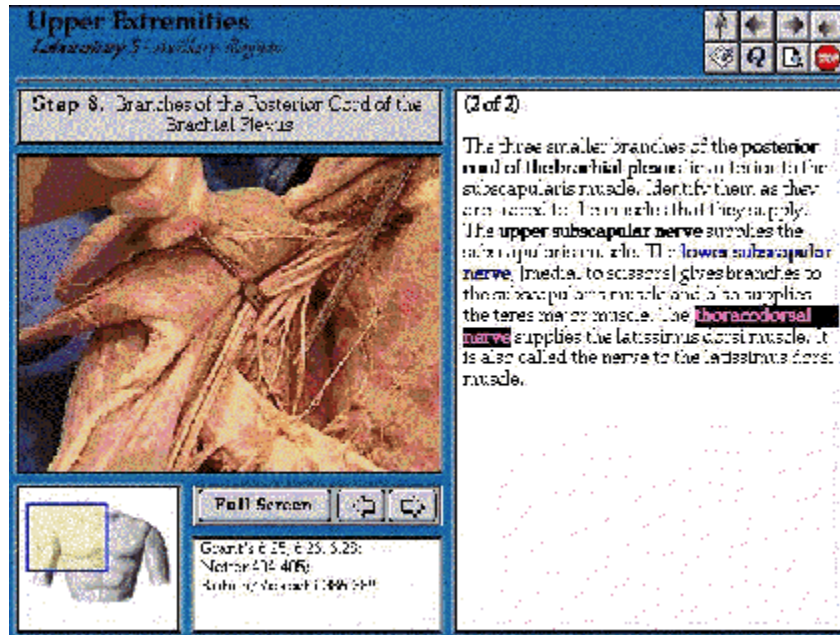 Upper Extremities
Laboratory 5 - Axillary Region
Step 8. Branches of the Posterior Cord of the
Brachial Plexus
(2 of 2)
The three smaller branches of the posterior
cord of the brachial plexus lie anterior to the
subscapularis muscle. Identify them as they
are traced to the muscles that they supply.
The upper subscapular nerve supplies the
subscapularis muscle. The lower subscapular
nerve, (medial to scissors) gives branches to
the subscapularis muscle and also supplies
the teres major muscle. The thoracodorsal
nerve supplies the latissimus dorsi muscle. It
is also called the nerve to the latissimus dorsi
muscle.
Full Screen
Grant's 6.25, 6.26, 6.28;
Netter 404, 405;
STOP